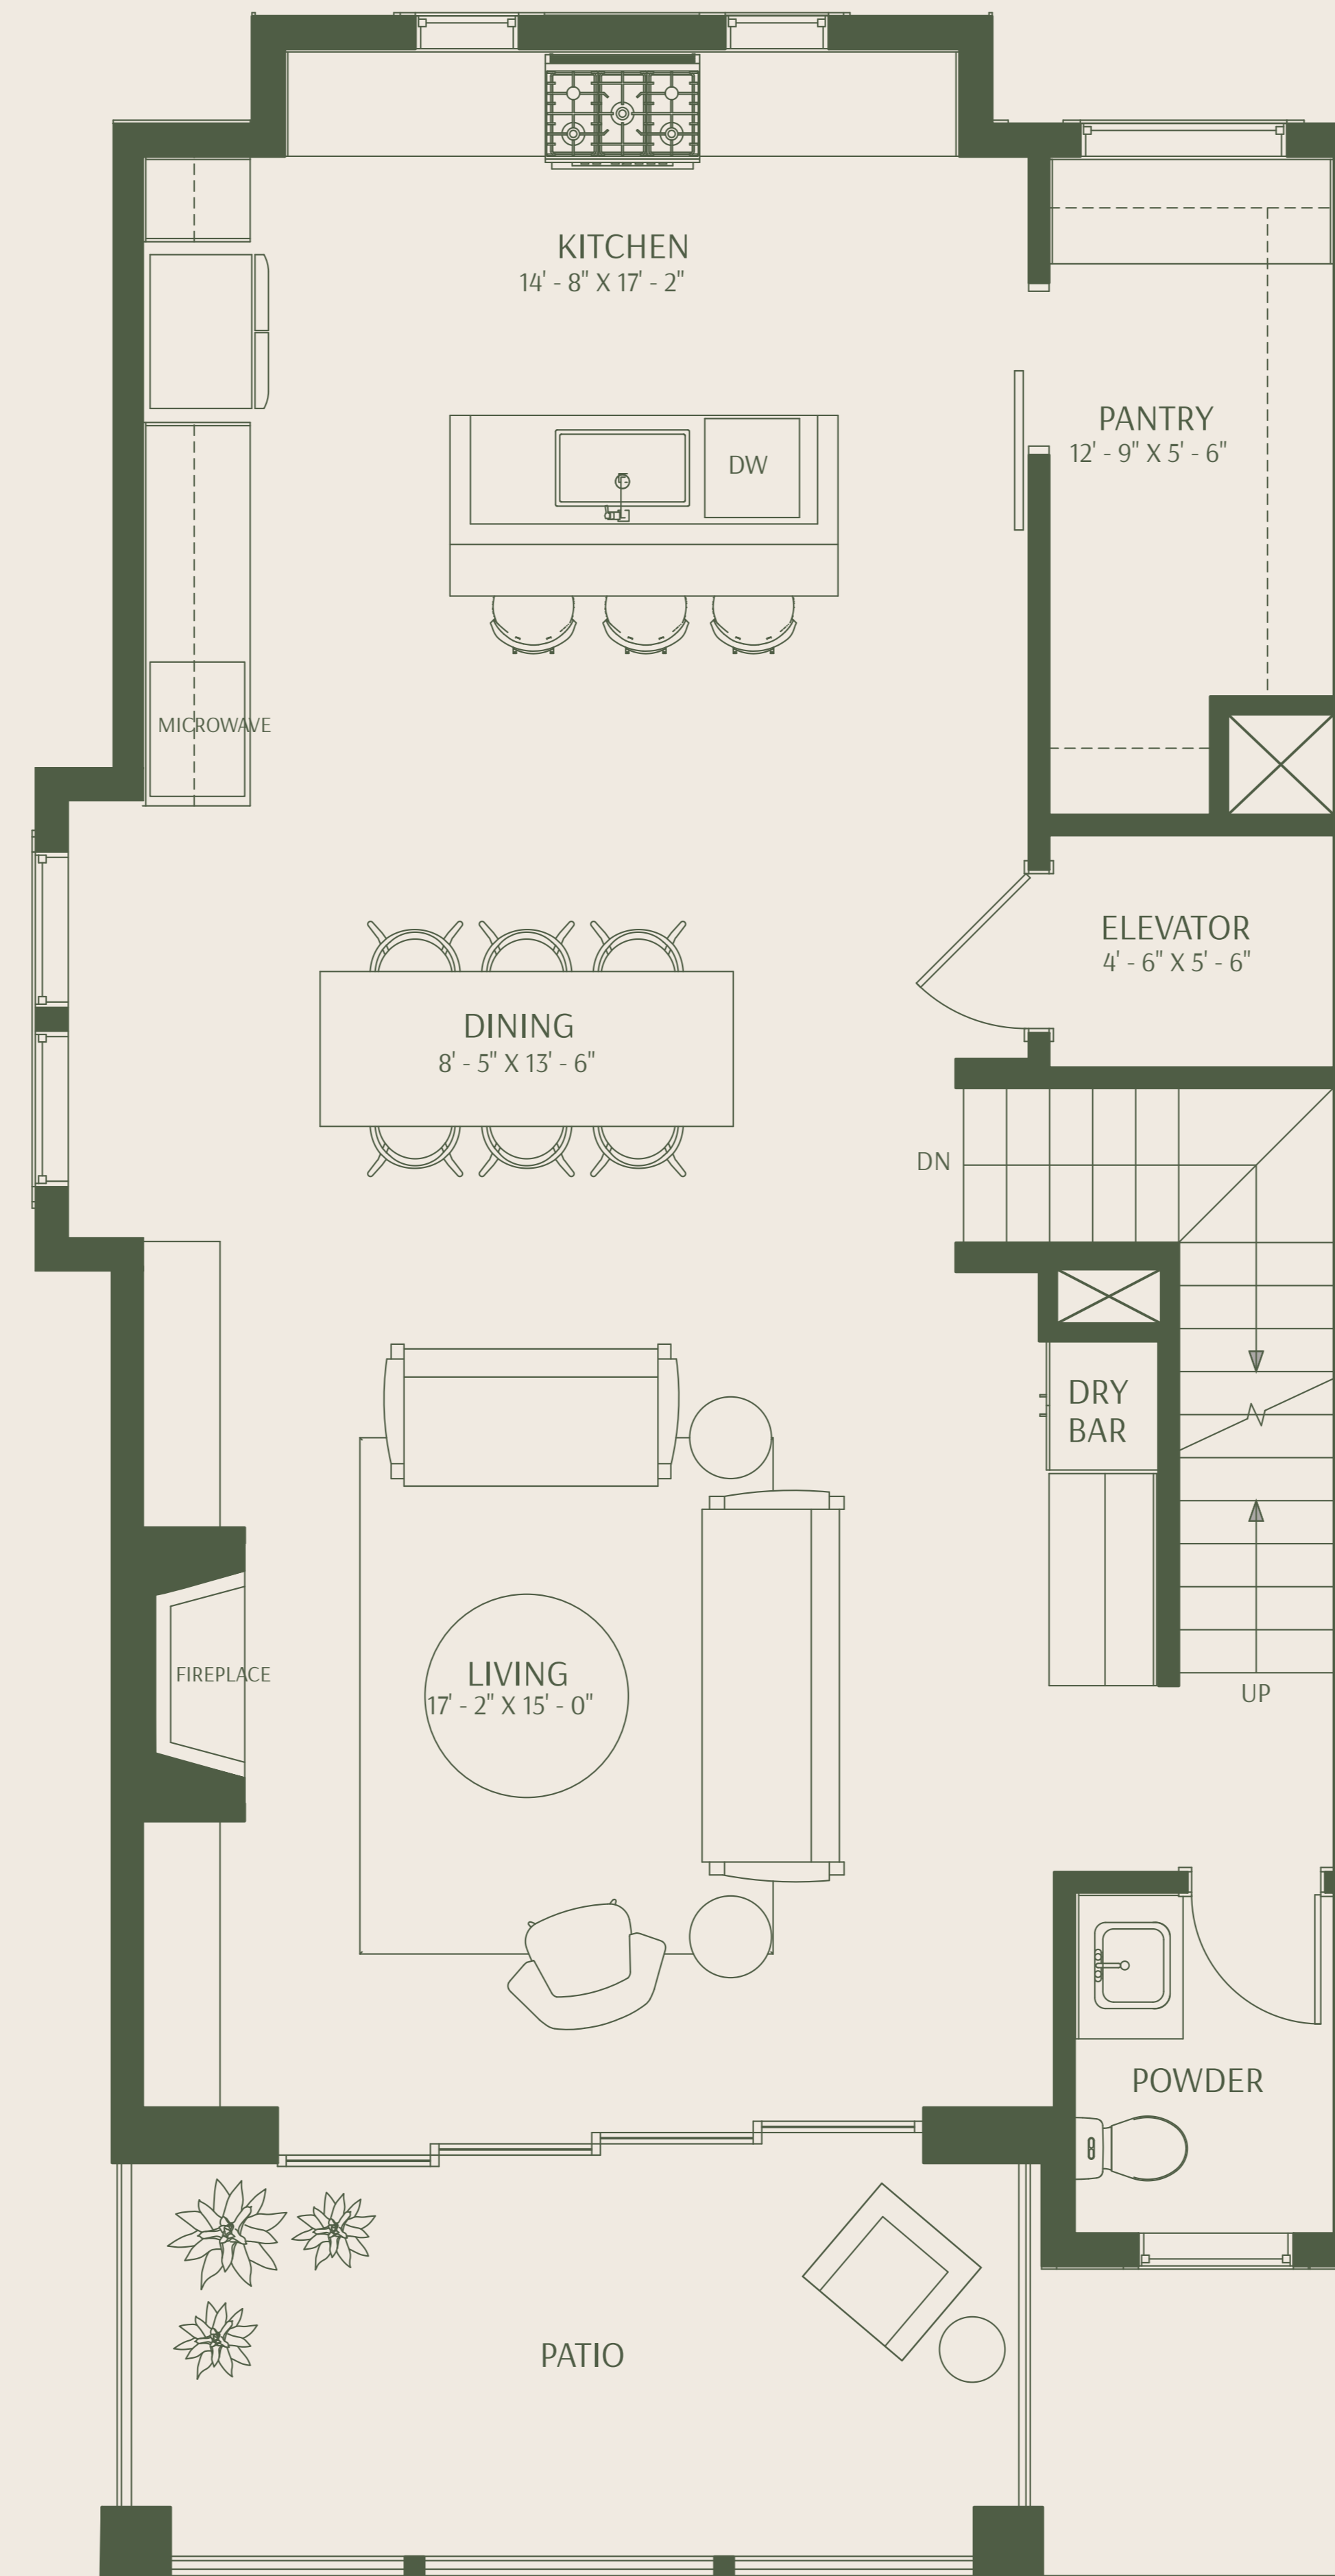 KITCHEN
14' - 8" X 17' - 2"
PANTRY
12' - 9" X 5' - 6"
DW
MICROWAVE
ELEVATOR
4' - 6" X 5' - 6"
DINING
8' - 5" X 13' - 6"
DN
DRY
BAR
FIREPLACE
LIVING
17' - 2" X 15' - 0"
UP
POWDER
PATIO